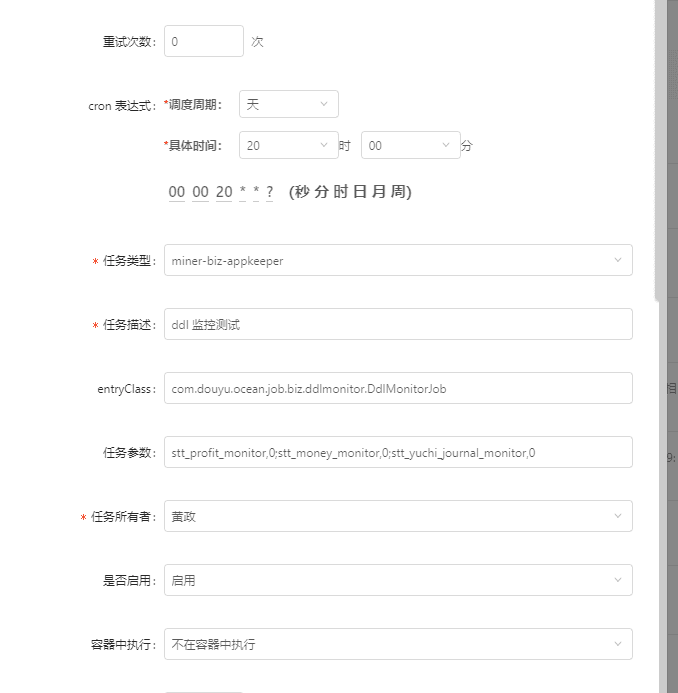 重试次数： 0 次
cron 表达式： *调度周期： 天
*具体时间： 20 时 00 分
00 00 20 * * ? (秒 分 时 日 月 周)
* 任务类型： miner-biz-appkeeper
* 任务描述： ddl 监控测试
entryClass： com.douyu.ocean.job.biz.ddlmonitor.DdlMonitorJob
相
任务参数： stt_profit_monitor,0;stt_money_monitor,0;stt_yuchi_journal_monitor,0
9:
* 任务所有者： 黄政
是否启用： 启用
容器中执行： 不在容器中执行